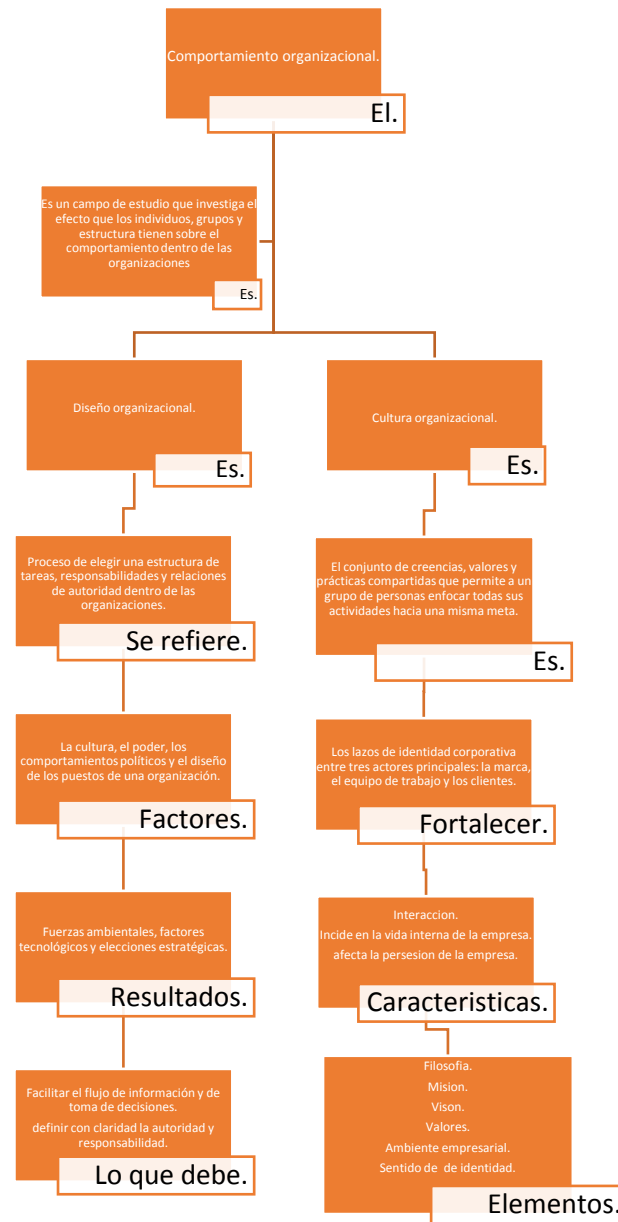 Comportamiento organizacional.
El.
Es un campo de estudio que investiga el
efecto que los individuos, grupos y
estructura tienen sobre el
comportamiento dentro de las
organizaciones
Es.
Diseño organizacional.
Es.
Proceso de elegir una estructura de
tareas, responsabilidades y relaciones
de autoridad dentro de las
organizaciones.
Se refiere.
La cultura, el poder, los
comportamientos políticos y el diseño
de los puestos de una organización.
Factores.
Fuerzas ambientales, factores
tecnológicos y elecciones estratégicas.
Resultados.
Facilitar el flujo de información y de
toma de decisiones.
definir con claridad la autoridad y
responsabilidad.
Lo que debe.
Cultura organizacional.
Es.
El conjunto de creencias, valores y
prácticas compartidas que permite a un
grupo de personas enfocar todas sus
actividades hacia una misma meta.
Es.
Los lazos de identidad corporativa
entre tres actores principales: la marca,
el equipo de trabajo y los clientes.
Fortalecer.
Interaccion.
Incide en la vida interna de la empresa.
afecta la persesion de la empresa.
Caracteristicas.
Filosofia.
Mision.
Vison.
Valores.
Ambiente empresarial.
Sentido de  de identidad.
Elementos.